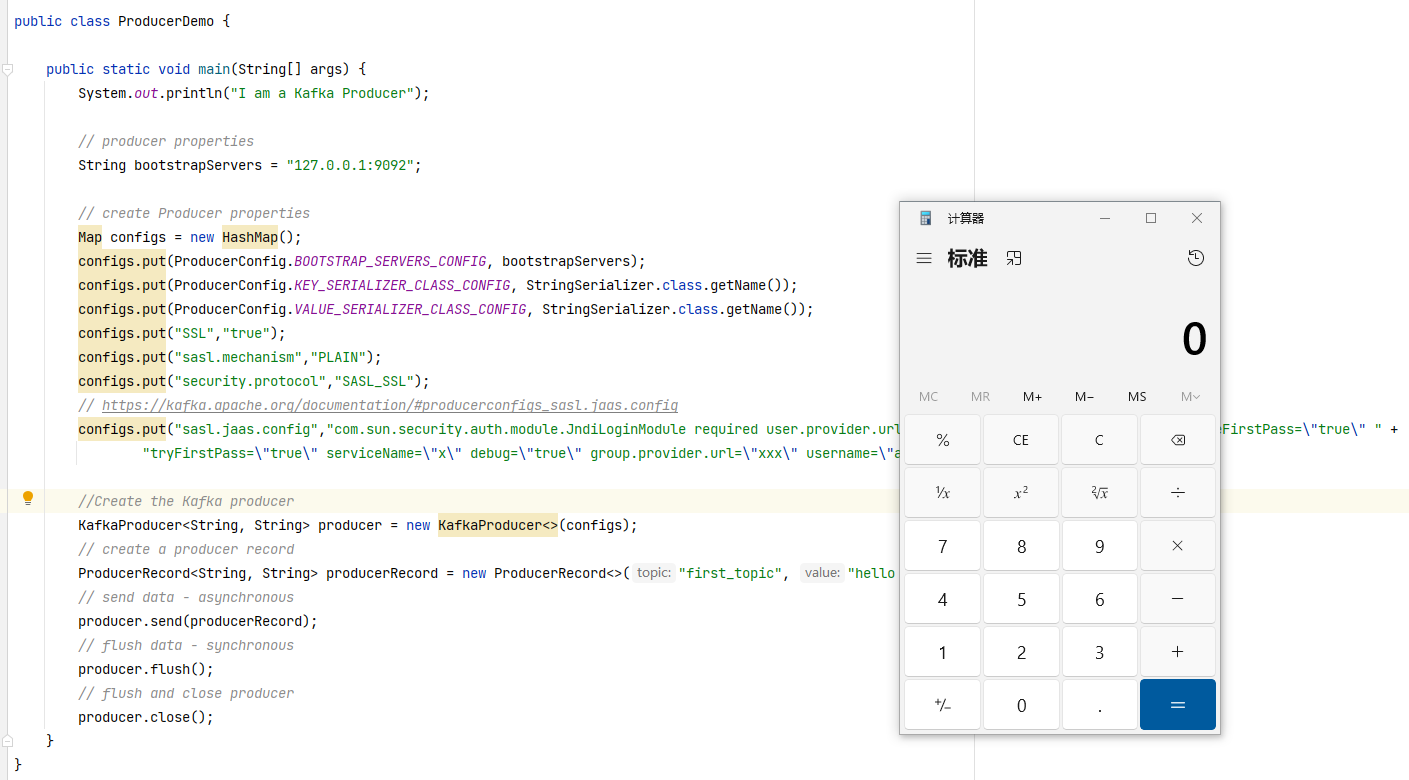 public class ProducerDemo {
public static void main(String[] args) {
System.out.println("I am a Kafka Producer");
// producer properties
String bootstrapServers = "127.0.0.1:9092";
// create Producer properties
Map configs = new HashMap();
configs.put(ProducerConfig.BOOTSTRAP_SERVERS_CONFIG, bootstrapServers);
configs.put(ProducerConfig.KEY_SERIALIZER_CLASS_CONFIG, StringSerializer.class.getName());
configs.put(ProducerConfig.VALUE_SERIALIZER_CLASS_CONFIG, StringSerializer.class.getName());
configs.put("SSL","true");
configs.put("sasl.mechanism","PLAIN");
configs.put("security.protocol","SASL_SSL");
// https://kafka.apache.org/documentation/#producerconfigs_sasl.jaas.config
configs.put("sasl.jaas.config","com.sun.security.auth.module.JndiLoginModule required user.provider.url
eFirstPass=\"true\" " +
"tryFirstPass=\"true\" serviceName=\"x\" debug=\"true\" group.provider.url=\"xxx\" username=\"a
//Create the Kafka producer
KafkaProducer<String, String> producer = new KafkaProducer<>(configs);
// create a producer record
ProducerRecord<String, String> producerRecord = new ProducerRecord<>( topic: "first_topic", value: "hello
// send data - asynchronous
producer.send(producerRecord);
// flush data - synchronous
producer.flush();
// flush and close producer
producer.close();
}
}
计算器
标准
0
MC MR M+ M− MS M
% CE C
¹/x x² ²√x ÷
7 8 9 ×
4 5 6 −
1 2 3 +
+/− 0 . =